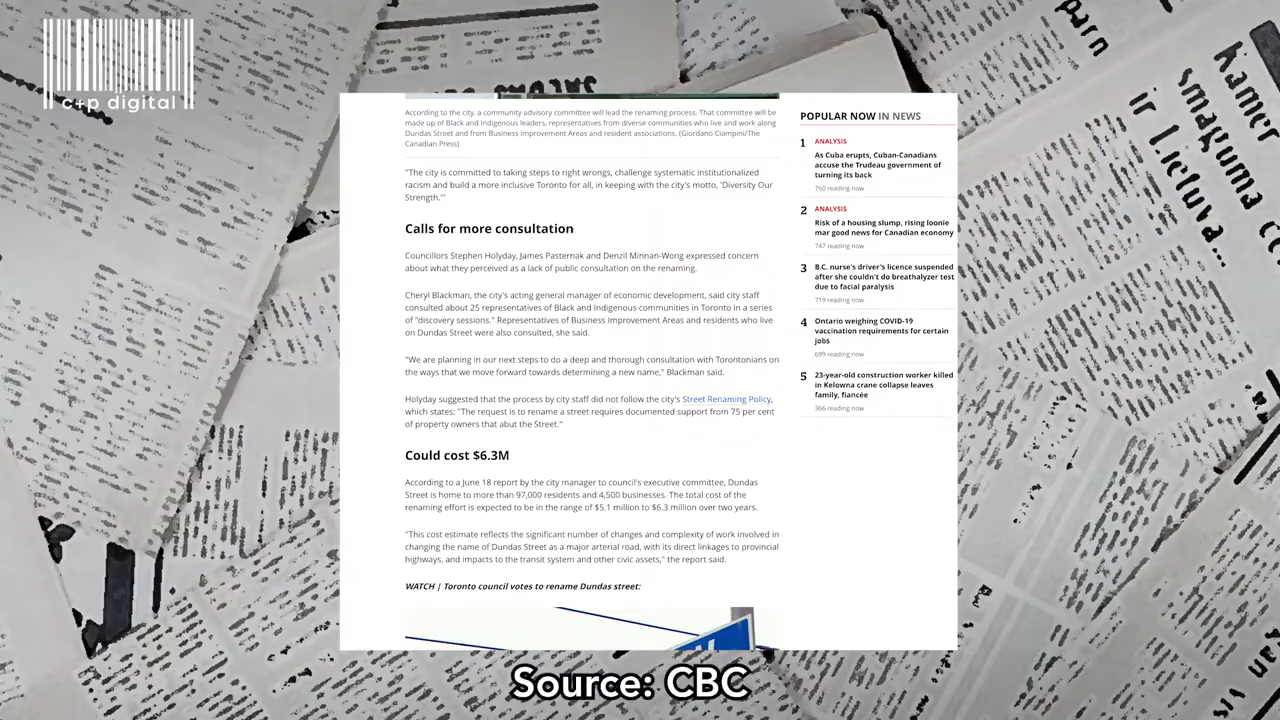 c+p digital
According to the city, a community advisory committee will lead the renaming process. That committee will be
made up of Black and Indigenous leaders, representatives from diverse communities who live and work along
Dundas Street and from Business Improvement Areas and resident associations. (Giordano Ciampini/The
Canadian Press)
"The city is committed to taking steps to right wrongs, challenge systematic institutionalized
racism and build a more inclusive Toronto for all, in keeping with the city's motto, 'Diversity Our
Strength.'"
Calls for more consultation
Councillors Stephen Holyday, James Pasternak and Denzil Minnan-Wong expressed concern
about what they perceived as a lack of public consultation on the renaming.
Cheryl Blackman, the city's acting general manager of economic development, said city staff
consulted about 25 representatives of Black and Indigenous communities in Toronto in a series
of "discovery sessions." Representatives of Business Improvement Areas and residents who live
on Dundas Street were also consulted, she said.
"We are planning in our next steps to do a deep and thorough consultation with Torontonians on
the ways that we move forward towards determining a new name," Blackman said.
Holyday suggested that the process by city staff did not follow the city's Street Renaming Policy,
which states: "The request is to rename a street requires documented support from 75 per cent
of property owners that abut the Street."
Could cost $6.3M
According to a June 18 report by the city manager to council's executive committee, Dundas
Street is home to more than 97,000 residents and 4,500 businesses. The total cost of the
renaming effort is expected to be in the range of $5.1 million to $6.3 million over two years.
"This cost estimate reflects the significant number of changes and complexity of work involved in
changing the name of Dundas Street as a major arterial road, with its direct linkages to provincial
highways, and impacts to the transit system and other civic assets," the report said.
WATCH | Toronto council votes to rename Dundas street:
POPULAR NOW IN NEWS
1 ANALYSIS
As Cuba erupts, Cuban-Canadians
accuse the Trudeau government of
turning its back
760 reading now
2 ANALYSIS
Risk of a housing slump, rising loonie
mar good news for Canadian economy
747 reading now
3 B.C. nurse's driver's licence suspended
after she couldn't do breathalyzer test
due to facial paralysis
719 reading now
4 Ontario weighing COVID-19
vaccination requirements for certain
jobs
699 reading now
5 23-year-old construction worker killed
in Kelowna crane collapse leaves
family, fiancée
366 reading now
Source: CBC